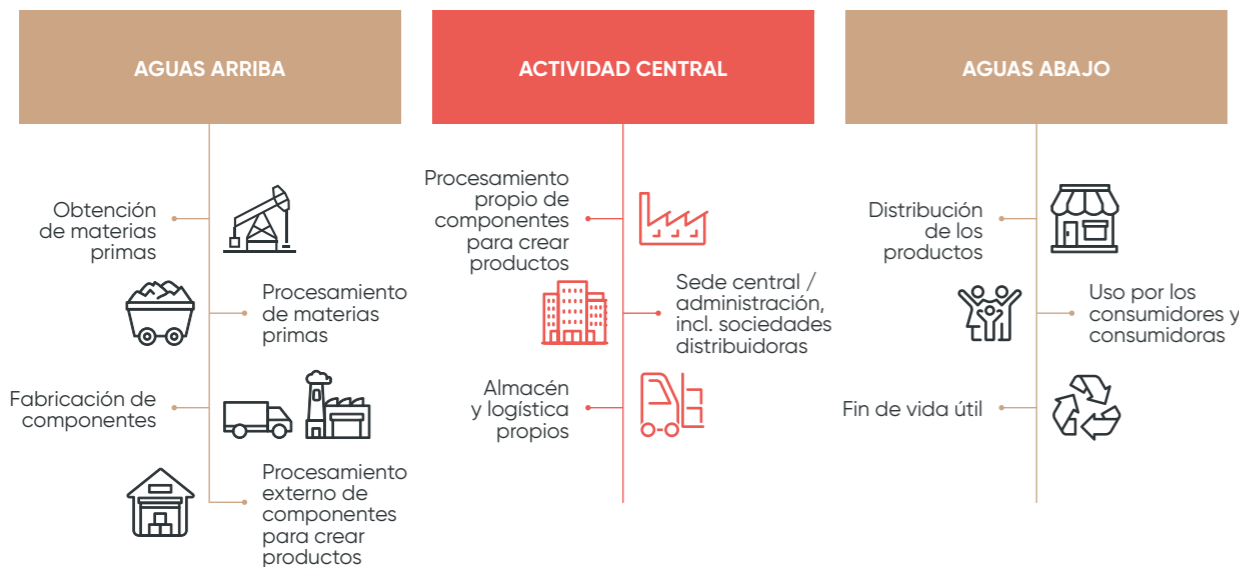 AGUAS ARRIBA
Obtención
de materias
primas
Procesamiento
de materias
primas
Fabricación de
componentes
Procesamiento
externo de
componentes
para crear
productos
ACTIVIDAD CENTRAL
Procesamiento
propio de
componentes
para crear
productos
Sede central /
administración,
incl. sociedades
distribuidoras
Almacén
y logística
propios
AGUAS ABAJO
Distribución
de los
productos
Uso por los
consumidores y
consumidoras
Fin de vida útil